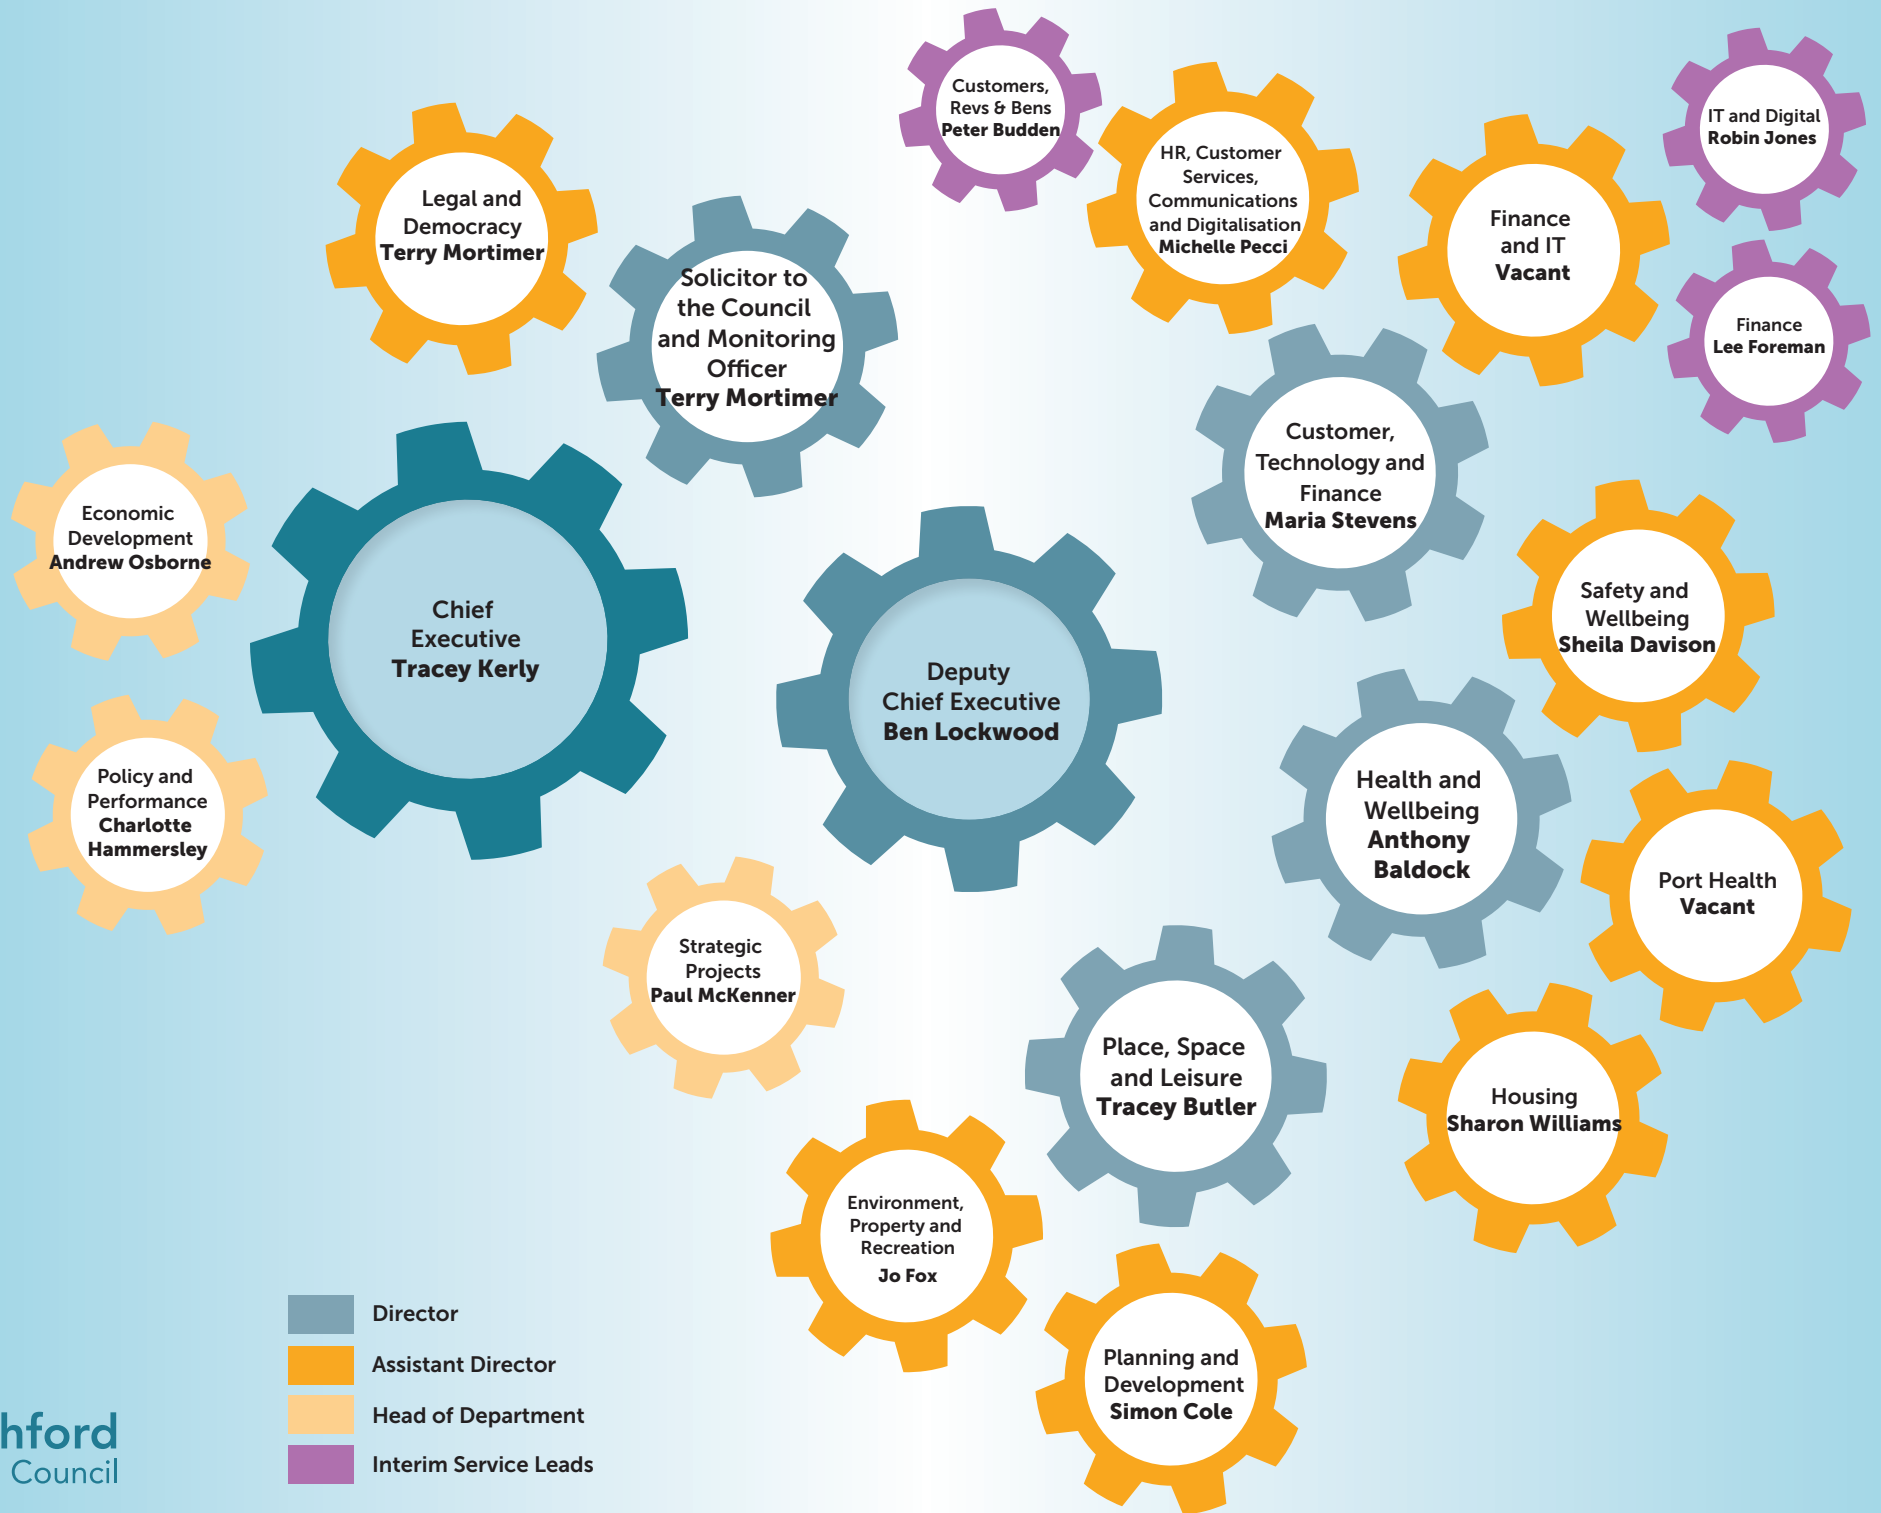 Customers,
Revs & Bens
Peter Budden
HR, Customer
Services,
Communications
and Digitalisation
Michelle Pecci
IT and Digital
Robin Jones
Legal and
Democracy
Terry Mortimer
Finance
and IT
Vacant
Solicitor to
the Council
and Monitoring
Officer
Terry Mortimer
Finance
Lee Foreman
Customer,
Technology and
Finance
Maria Stevens
Economic
Development
Andrew Osborne
Chief
Executive
Tracey Kerly
Safety and
Wellbeing
Sheila Davison
Deputy
Chief Executive
Ben Lockwood
Policy and
Performance
Charlotte
Hammersley
Health and
Wellbeing
Anthony
Baldock
Port Health
Vacant
Strategic
Projects
Paul McKenner
Place, Space
and Leisure
Tracey Butler
Housing
Sharon Williams
Environment,
Property and
Recreation
Jo Fox
Planning and
Development
Simon Cole
Director
Assistant Director
Head of Department
Interim Service Leads
hford
Council